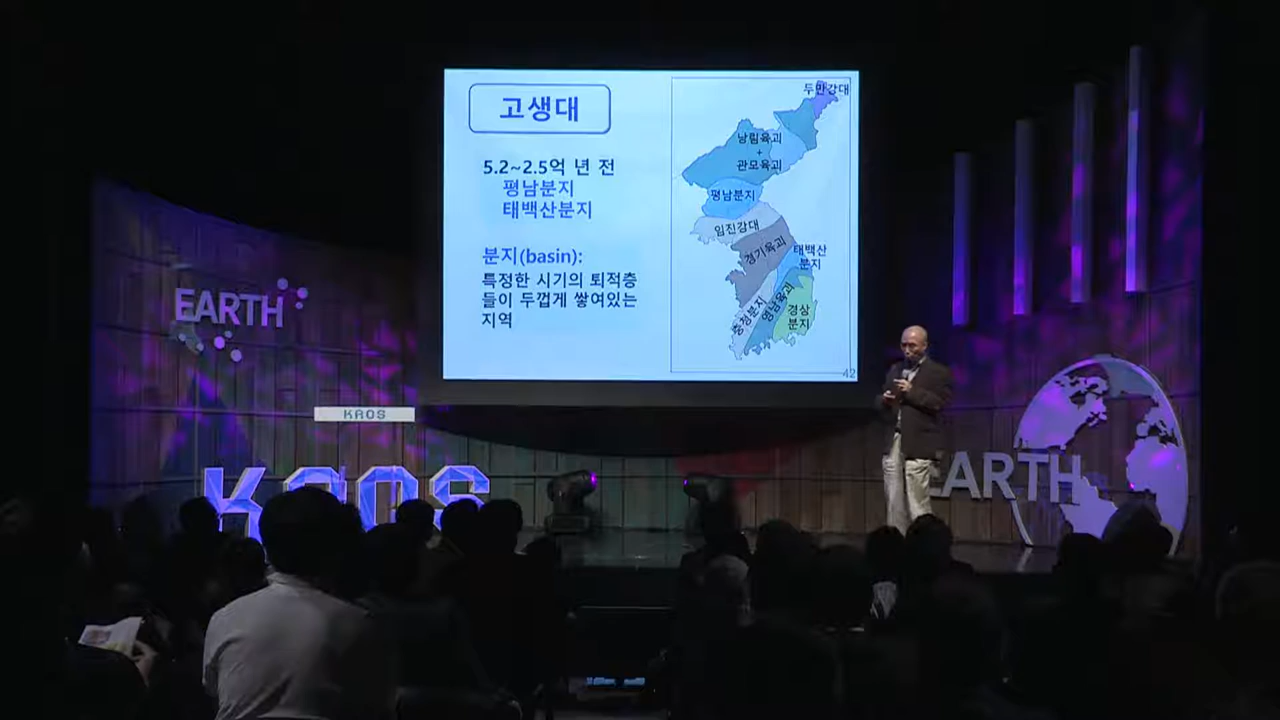 고생대
5.2~2.5억 년 전
평남분지
태백산분지
분지(basin):
특정한 시기의 퇴적층
들이 두껍게 쌓여있는
지역
두만강대
낭림육괴
+
관모육괴
평남분지
임진강대
경기육괴
태백산
분지
충청분지
영남육괴
경상
분지
42
EARTH
KAOS
KAOS
EARTH